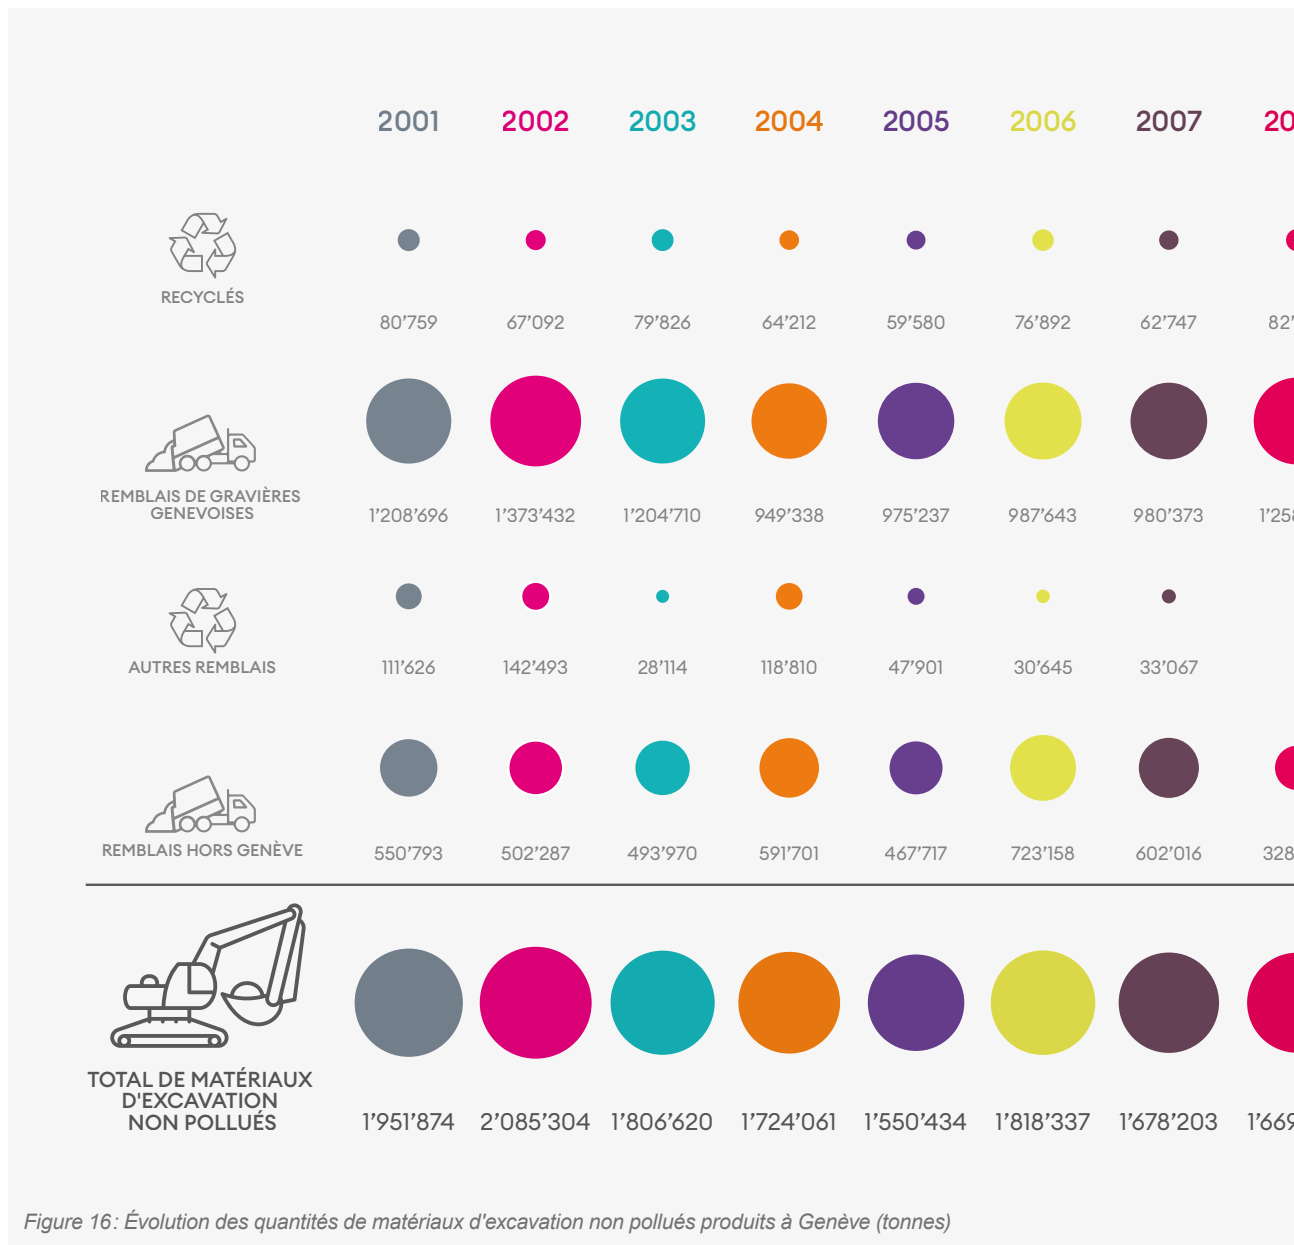 2001 2002 2003 2004 2005 2006 2007
RECYCLÉS
80’759 67’092 79’826 64’212 59’580 76’892 62’747
REMBLAIS DE GRAVIÈRES
GENEVOISES
1’208’696 1’373’432 1’204’710 949’338 975’237 987’643 980’373
AUTRES REMBLAIS
111’626 142’493 28’114 118’810 47’901 30’645 33’067
REMBLAIS HORS GENÈVE
550’793 502’287 493’970 591’701 467’717 723’158 602’016
TOTAL DE MATÉRIAUX
D'EXCAVATION
NON POLLUÉS
1’951’874 2’085’304 1’806’620 1’724’061 1’550’434 1’818’337 1’678’203
Figure 16 : Évolution des quantités de matériaux d'excavation non pollués produits à Genève (tonnes)